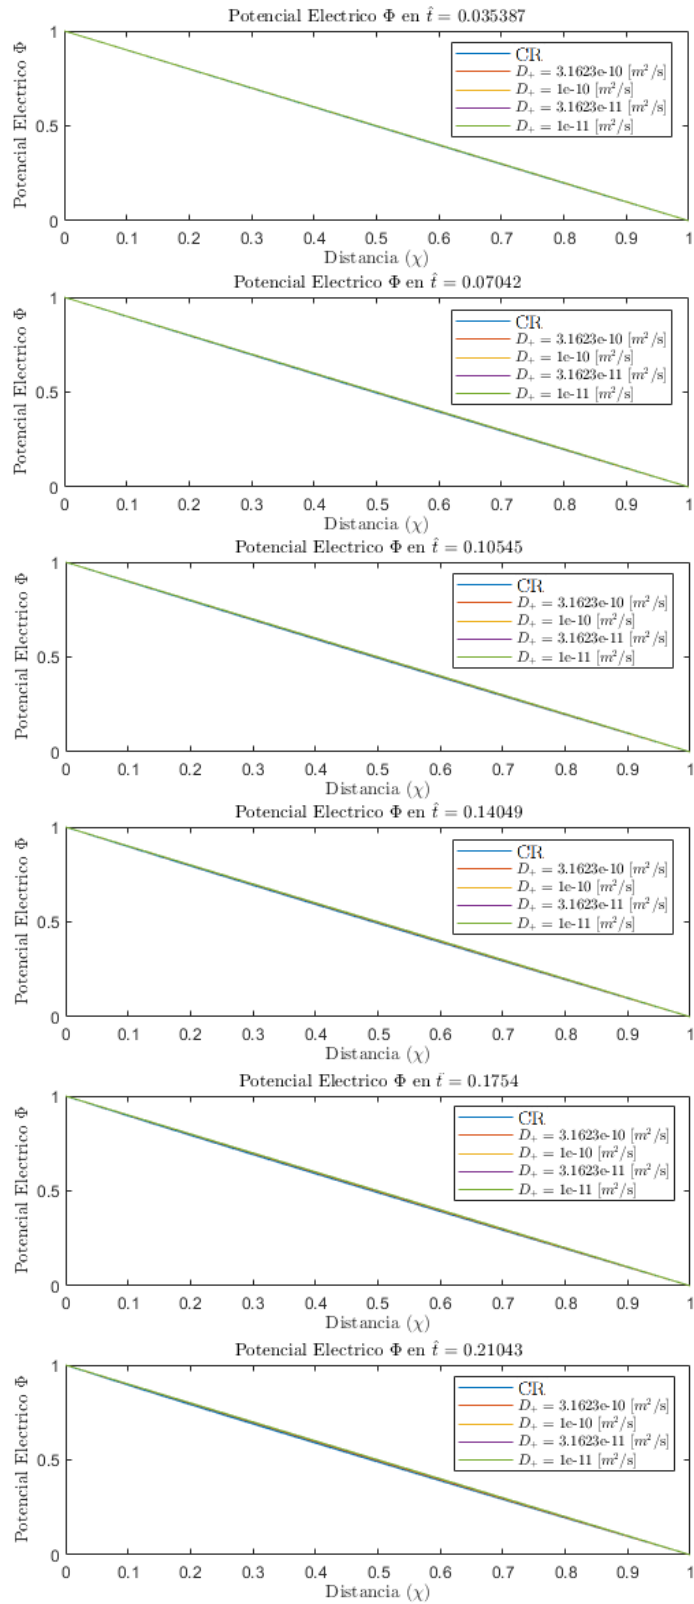 Potencial Electrico Φ en t̂ = 0.035387
Potencial Electrico Φ
1
0.5
0
CR
D₊ = 3.1623e-10 [m²/s]
D₊ = 1e-10 [m²/s]
D₊ = 3.1623e-11 [m²/s]
D₊ = 1e-11 [m²/s]
0 0.1 0.2 0.3 0.4 0.5 0.6 0.7 0.8 0.9 1
Distancia (χ)
Potencial Electrico Φ en t̂ = 0.07042
Potencial Electrico Φ
1
0.5
0
CR
D₊ = 3.1623e-10 [m²/s]
D₊ = 1e-10 [m²/s]
D₊ = 3.1623e-11 [m²/s]
D₊ = 1e-11 [m²/s]
0 0.1 0.2 0.3 0.4 0.5 0.6 0.7 0.8 0.9 1
Distancia (χ)
Potencial Electrico Φ en t̂ = 0.10545
Potencial Electrico Φ
1
0.5
0
CR
D₊ = 3.1623e-10 [m²/s]
D₊ = 1e-10 [m²/s]
D₊ = 3.1623e-11 [m²/s]
D₊ = 1e-11 [m²/s]
0 0.1 0.2 0.3 0.4 0.5 0.6 0.7 0.8 0.9 1
Distancia (χ)
Potencial Electrico Φ en t̂ = 0.14049
Potencial Electrico Φ
1
0.5
0
CR
D₊ = 3.1623e-10 [m²/s]
D₊ = 1e-10 [m²/s]
D₊ = 3.1623e-11 [m²/s]
D₊ = 1e-11 [m²/s]
0 0.1 0.2 0.3 0.4 0.5 0.6 0.7 0.8 0.9 1
Distancia (χ)
Potencial Electrico Φ en t̂ = 0.1754
Potencial Electrico Φ
1
0.5
0
CR
D₊ = 3.1623e-10 [m²/s]
D₊ = 1e-10 [m²/s]
D₊ = 3.1623e-11 [m²/s]
D₊ = 1e-11 [m²/s]
0 0.1 0.2 0.3 0.4 0.5 0.6 0.7 0.8 0.9 1
Distancia (χ)
Potencial Electrico Φ en t̂ = 0.21043
Potencial Electrico Φ
1
0.5
0
CR
D₊ = 3.1623e-10 [m²/s]
D₊ = 1e-10 [m²/s]
D₊ = 3.1623e-11 [m²/s]
D₊ = 1e-11 [m²/s]
0 0.1 0.2 0.3 0.4 0.5 0.6 0.7 0.8 0.9 1
Distancia (χ)